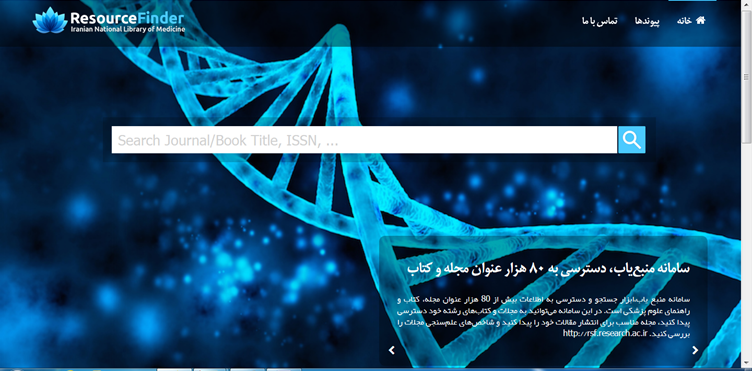 ResourceFinder
Iranian National Library of Medicine
خانه
پیوندها
تماس با ما
Search Journal/Book Title, ISSN, ...
سامانه منبع‌یاب، دسترسی به ۸۰ هزار عنوان مجله و کتاب
سامانه منبع یاب،ابزار جستجو و دسترسی به اطلاعات بیش از 80 هزار عنوان مجله، کتاب و
راهنمای علوم پزشکی است. در این سامانه می‌توانید به مجلات و کتاب‌های رشته خود دسترسی
پیدا کنید، مجله مناسب برای انتشار مقالات خود را پیدا کنید و شاخص‌های علم‌سنجی مجلات را
بررسی کنید. http://rsf.research.ac.ir